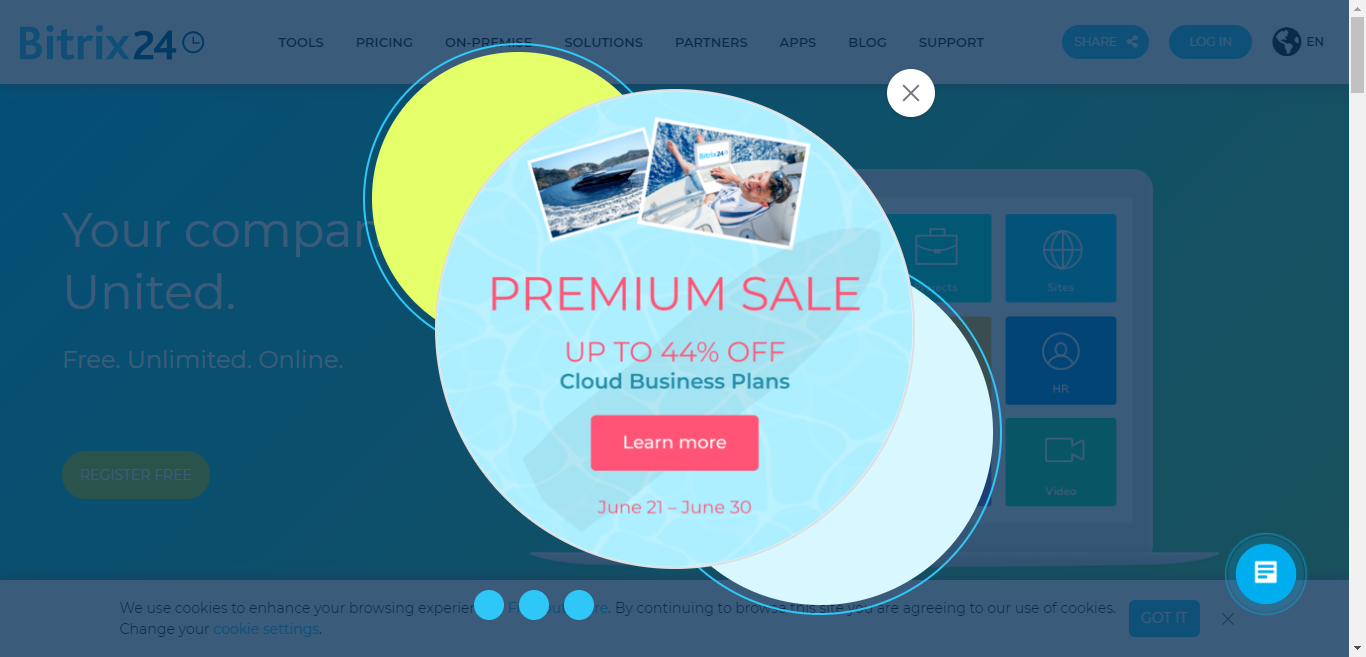 Bitrix24
TOOLS
PRICING
ON-PREMISE
SOLUTIONS
PARTNERS
APPS
BLOG
SUPPORT
SHARE
LOG IN
EN
Your
United.
Free. Unlimited. Online.
REGISTER FREE
Bitrix24
PREMIUM SALE
UP TO 44% OFF
Cloud Business Plans
Learn more
June 21 – June 30
Sites
HR
Video
We use cookies to enhance your browsing By continuing to browse this site you are agreeing to our use of cookies.
Change your cookie settings.
GOT IT